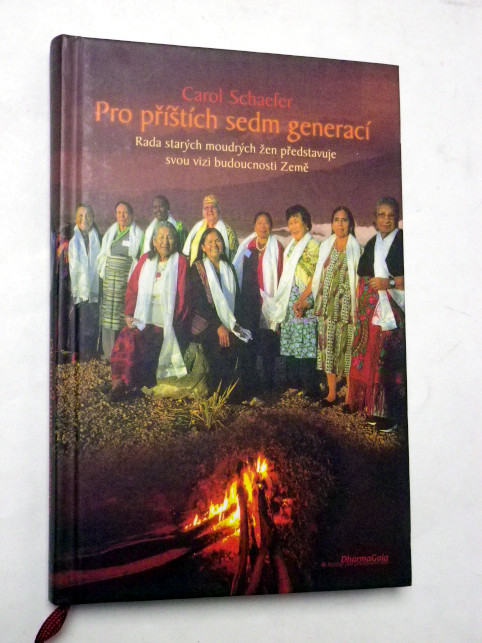 Carol Schaefer
Pro příštích sedm generací
Rada starých moudrých žen představuje
svou vizi budoucnosti Země
DharmaGaia